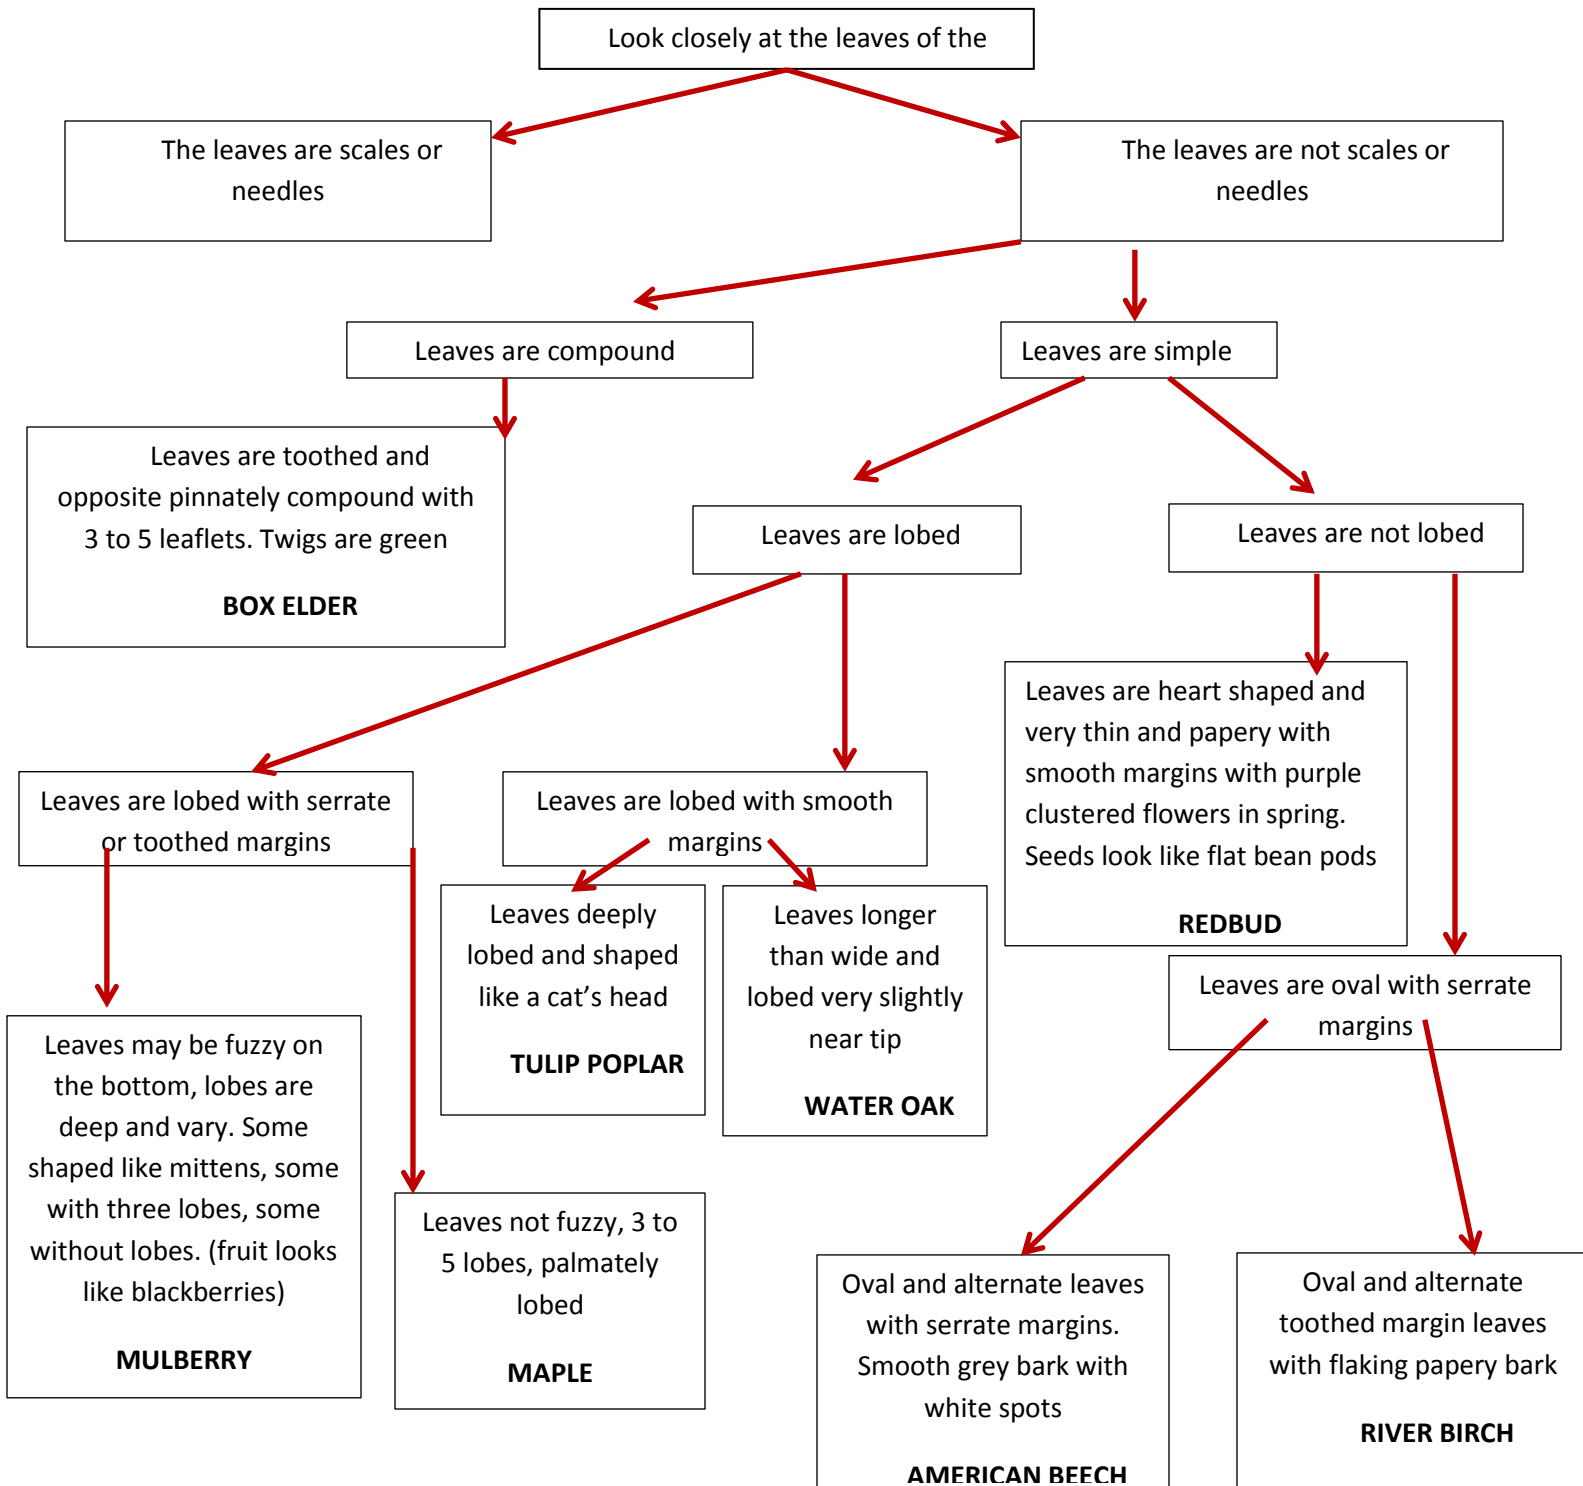 Look closely at the leaves of the
The leaves are scales or
needles
The leaves are not scales or
needles
Leaves are compound
Leaves are simple
Leaves are toothed and
opposite pinnately compound with
3 to 5 leaflets. Twigs are green
BOX ELDER
Leaves are lobed
Leaves are not lobed
Leaves are heart shaped and
very thin and papery with
smooth margins with purple
clustered flowers in spring.
Seeds look like flat bean pods
REDBUD
Leaves are lobed with serrate
or toothed margins
Leaves are lobed with smooth
margins
Leaves deeply
lobed and shaped
like a cat’s head
TULIP POPLAR
Leaves longer
than wide and
lobed very slightly
near tip
WATER OAK
Leaves are oval with serrate
margins
Leaves may be fuzzy on
the bottom, lobes are
deep and vary. Some
shaped like mittens, some
with three lobes, some
without lobes. (fruit looks
like blackberries)
MULBERRY
Leaves not fuzzy, 3 to
5 lobes, palmately
lobed
MAPLE
Oval and alternate leaves
with serrate margins.
Smooth grey bark with
white spots
AMERICAN BEECH
Oval and alternate
toothed margin leaves
with flaking papery bark
RIVER BIRCH